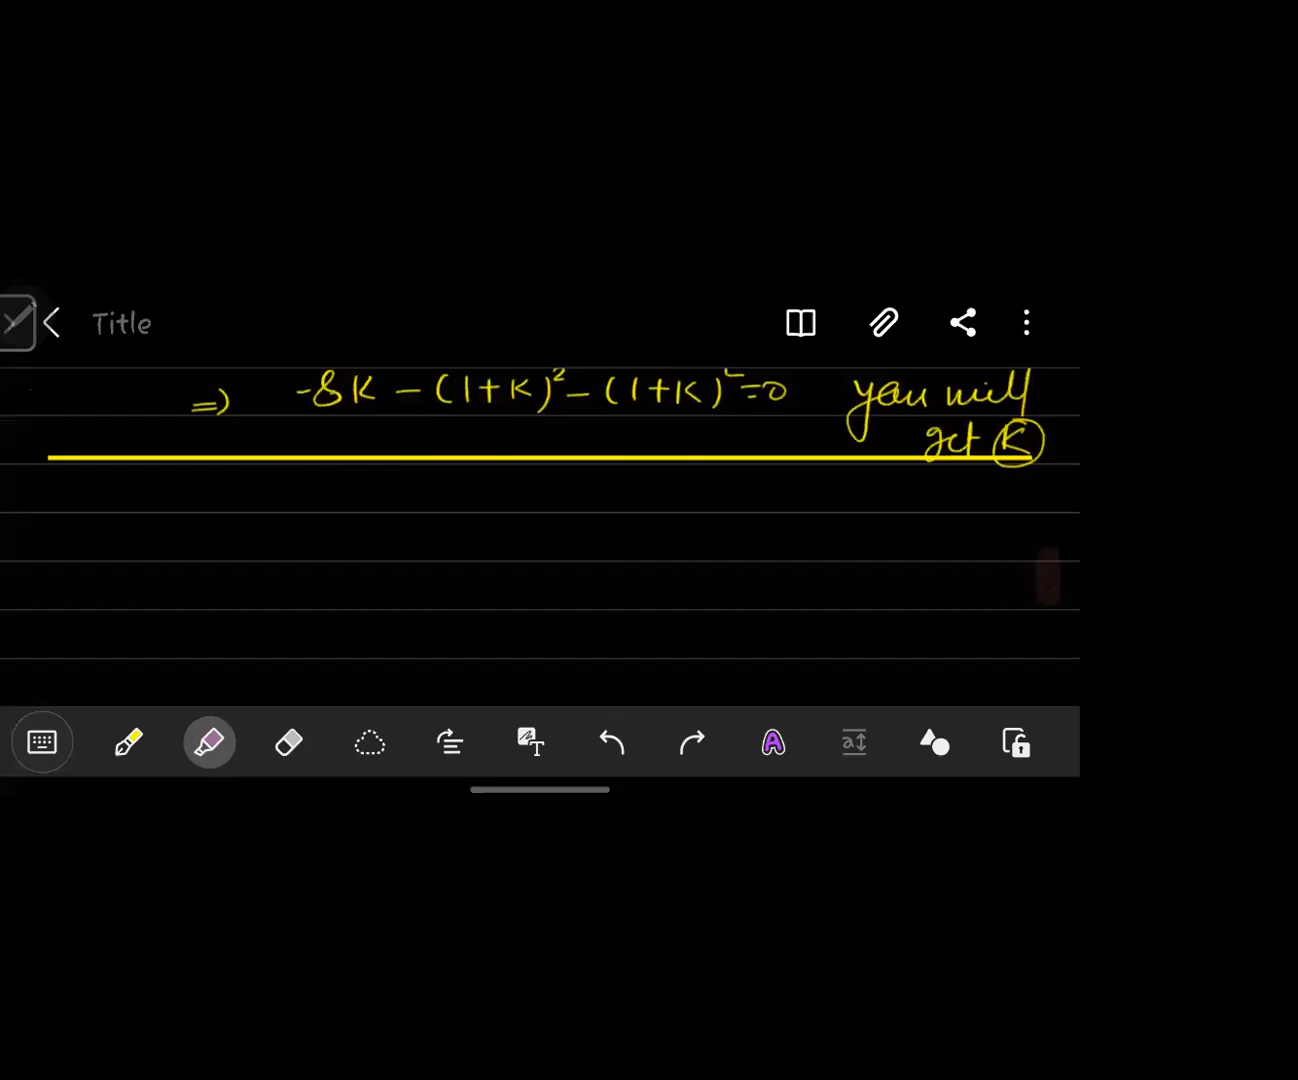 Title
=> -8K - (1+K)² - (1+K)² = 0 you will
get K